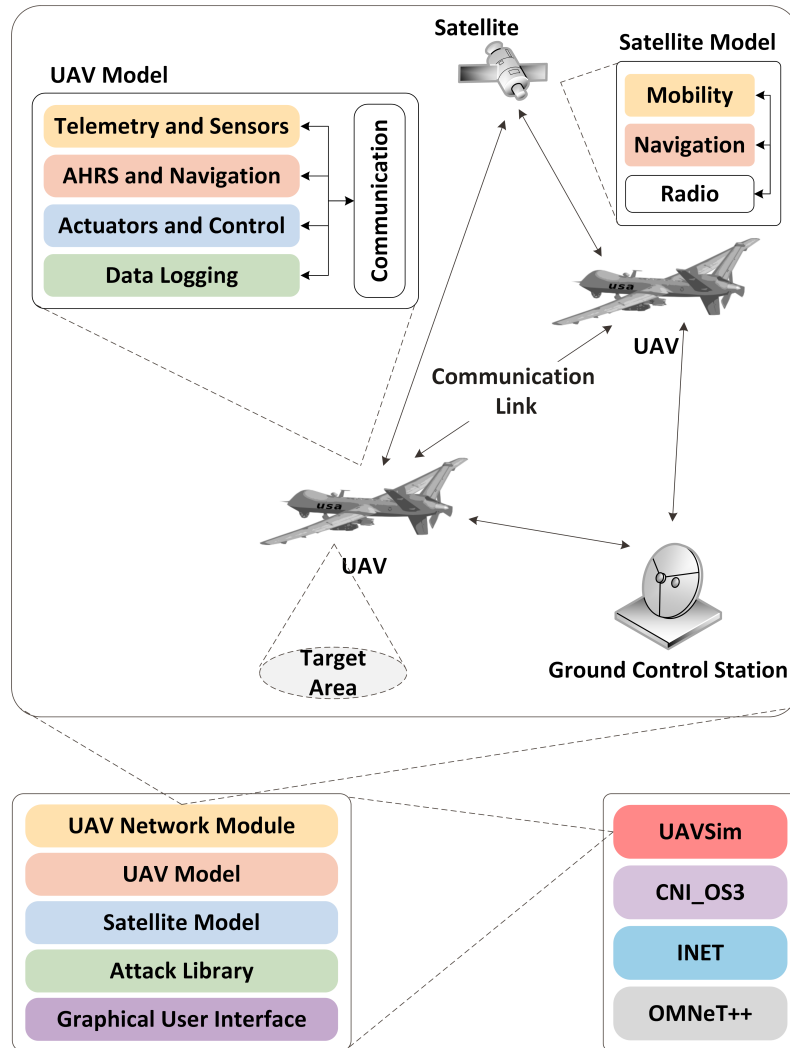 Satellite
Satellite Model
UAV Model
Mobility
Navigation
Radio
Telemetry and Sensors
AHRS and Navigation
Actuators and Control
Data Logging
Communication
usa
UAV
Communication
Link
usa
UAV
Target
Area
Ground Control Station
UAV Network Module
UAV Model
Satellite Model
Attack Library
Graphical User Interface
UAVSim
CNI_OS3
INET
OMNeT++